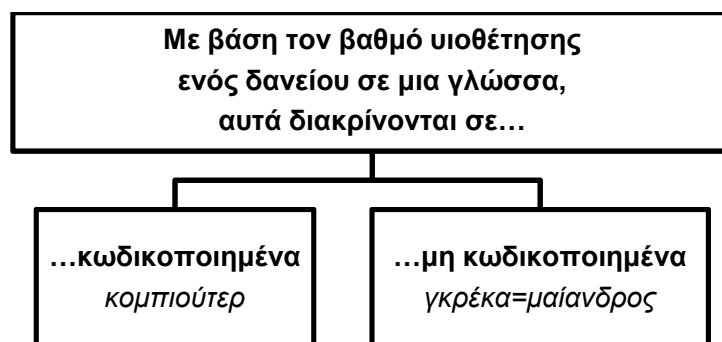 Με βάση τον βαθμό υιοθέτησης
ενός δανείου σε μια γλώσσα,
αυτά διακρίνονται σε…
…κωδικοποιημένα
κομπιούτερ
…μη κωδικοποιημένα
γκρέκα=μαίανδρος